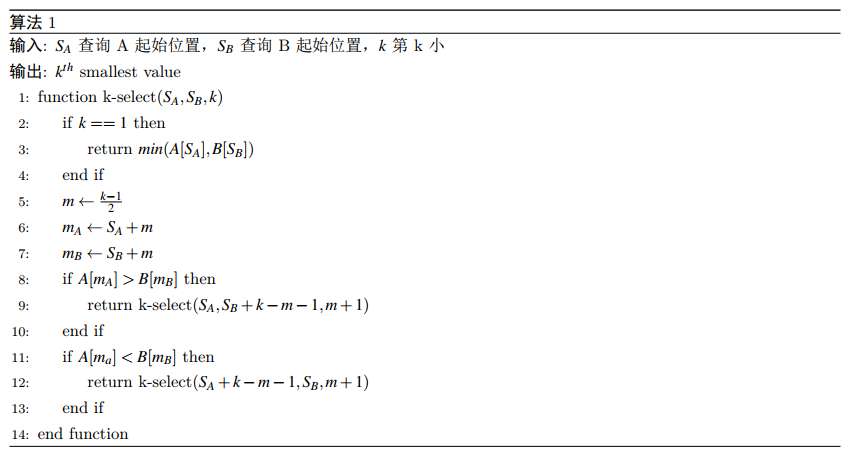 算法 1
输入: S_A 查询 A 起始位置，S_B 查询 B 起始位置，k 第 k 小
输出: k^{th} smallest value
1: function k-select(S_A,S_B,k)
2: if k == 1 then
3: return min(A[S_A],B[S_B])
4: end if
5: m ← \frac{k-1}{2}
6: m_A ← S_A + m
7: m_B ← S_B + m
8: if A[m_A] > B[m_B] then
9: return k-select(S_A,S_B + k − m − 1,m + 1)
10: end if
11: if A[m_a] < B[m_B] then
12: return k-select(S_A + k − m − 1,S_B,m + 1)
13: end if
14: end function